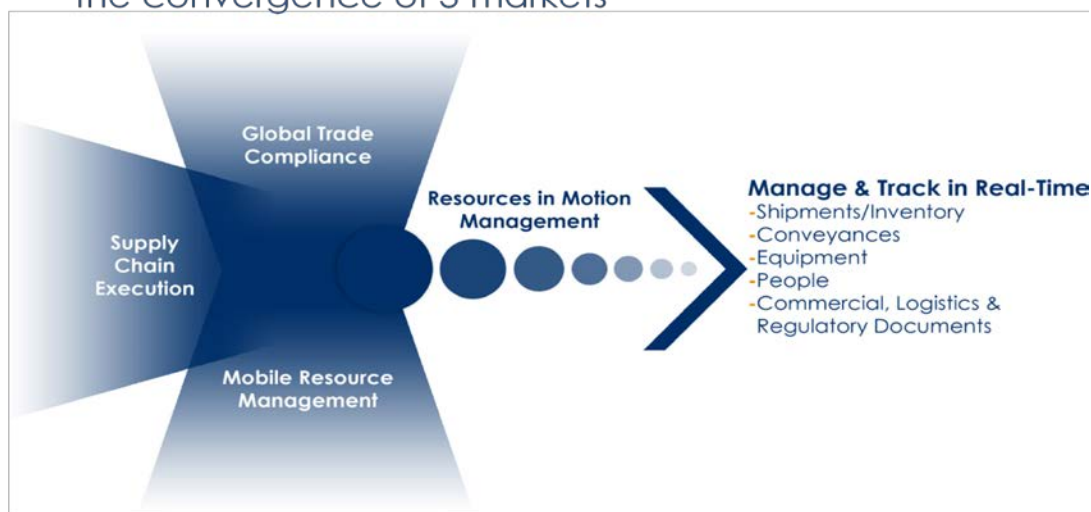 the convergence of 3 markets
Global Trade
Compliance
Supply
Chain
Execution
Mobile Resource
Management
Resources in Motion
Management
Manage & Track in Real-Time
-Shipments/Inventory
-Conveyances
-Equipment
-People
-Commercial, Logistics &
Regulatory Documents